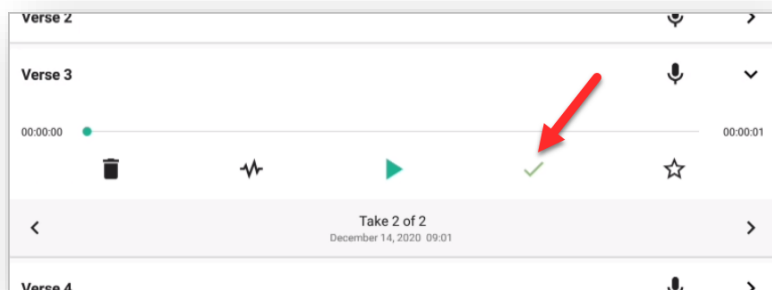 Verse 2
Verse 3
00:00:00
00:00:01
Take 2 of 2
December 14, 2020 09:01
Verse 4